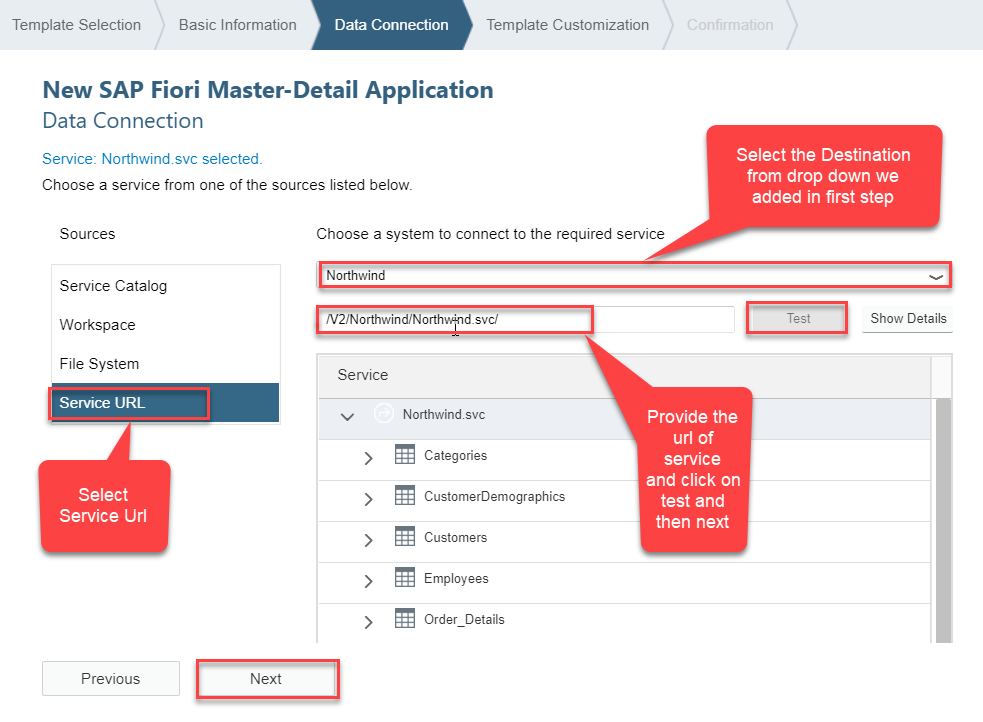 Template Selection Basic Information Data Connection Template Customization Confirmation
New SAP Fiori Master-Detail Application
Data Connection
Service: Northwind.svc selected.
Choose a service from one of the sources listed below.
Select the Destination
from drop down we
added in first step
Sources
Service Catalog
Workspace
File System
Service URL
Select
Service Url
Choose a system to connect to the required service
Northwind
/V2/Northwind/Northwind.svc/
Test
Show Details
Service
Northwind.svc
Categories
CustomerDemographics
Customers
Employees
Order_Details
Provide the
url of
service
and click on
test and
then next
Previous
Next